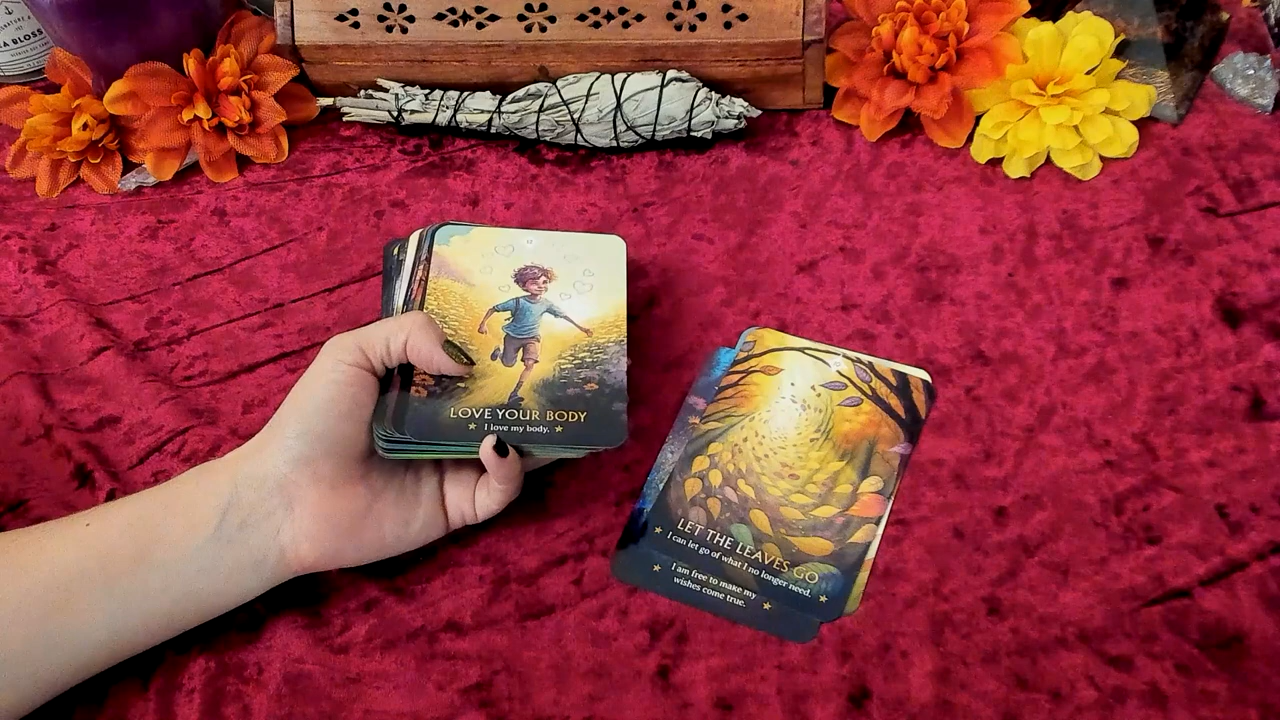 LOVE YOUR BODY
★ I love my body. ★
LET THE LEAVES GO
★ I can let go of what I no longer need. ★
★ I am free to make my
wishes come true. ★